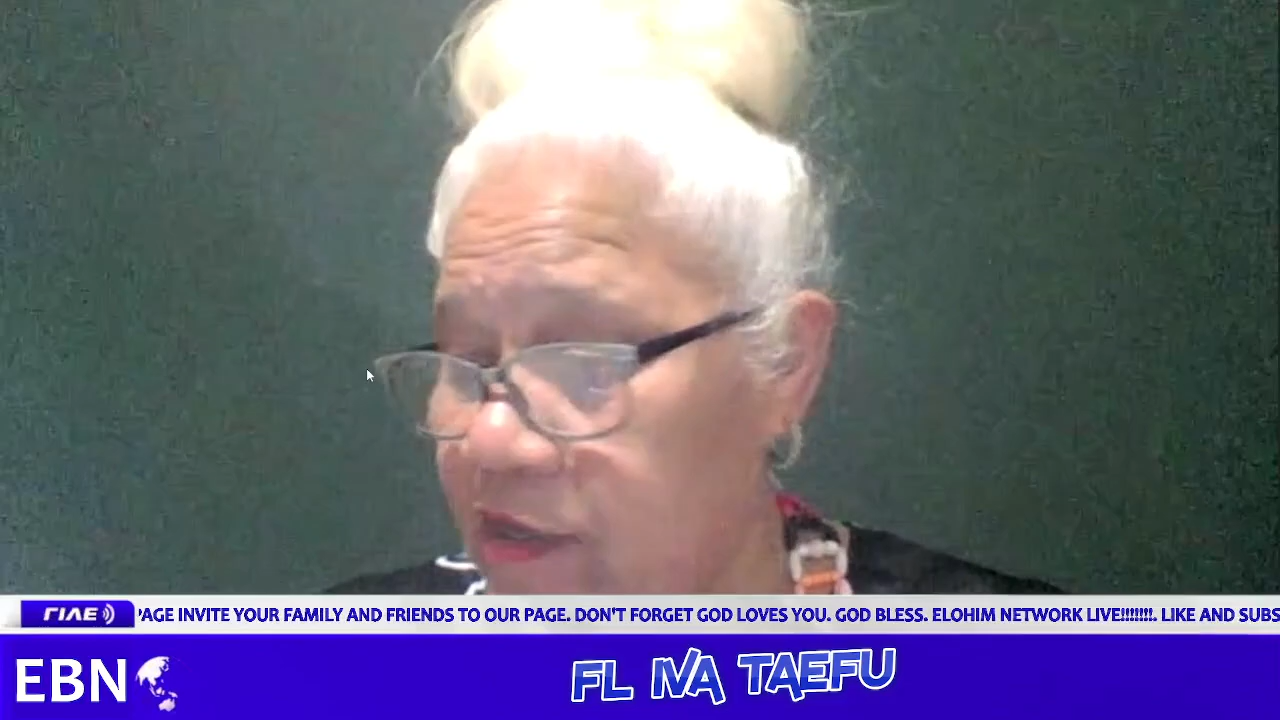 'AGE INVITE YOUR FAMILY AND FRIENDS TO OUR PAGE. DON'T FORGET GOD LOVES YOU. GOD BLESS. ELOHIM NETWORK LIVE!!!!!!!. LIKE AND SUBS
EBN
FL IVA TAEFU